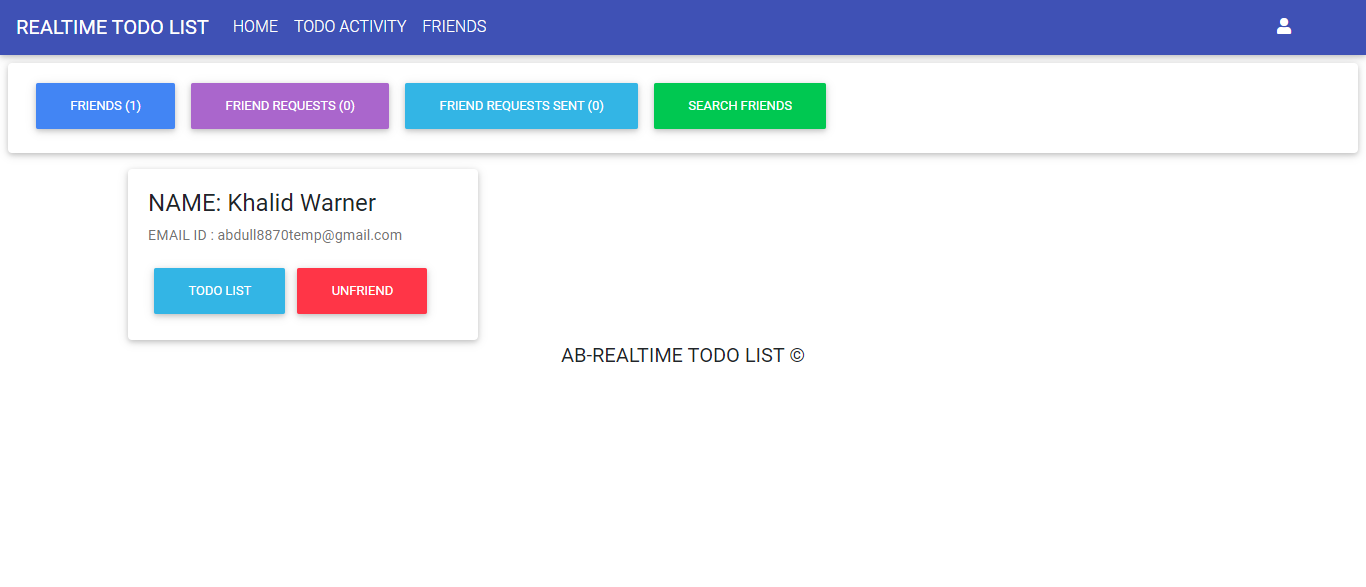 REALTIME TODO LIST HOME TODO ACTIVITY FRIENDS
FRIENDS (1) FRIEND REQUESTS (0) FRIEND REQUESTS SENT (0) SEARCH FRIENDS
NAME: Khalid Warner
EMAIL ID : abdull8870temp@gmail.com
TODO LIST UNFRIEND
AB-REALTIME TODO LIST ©